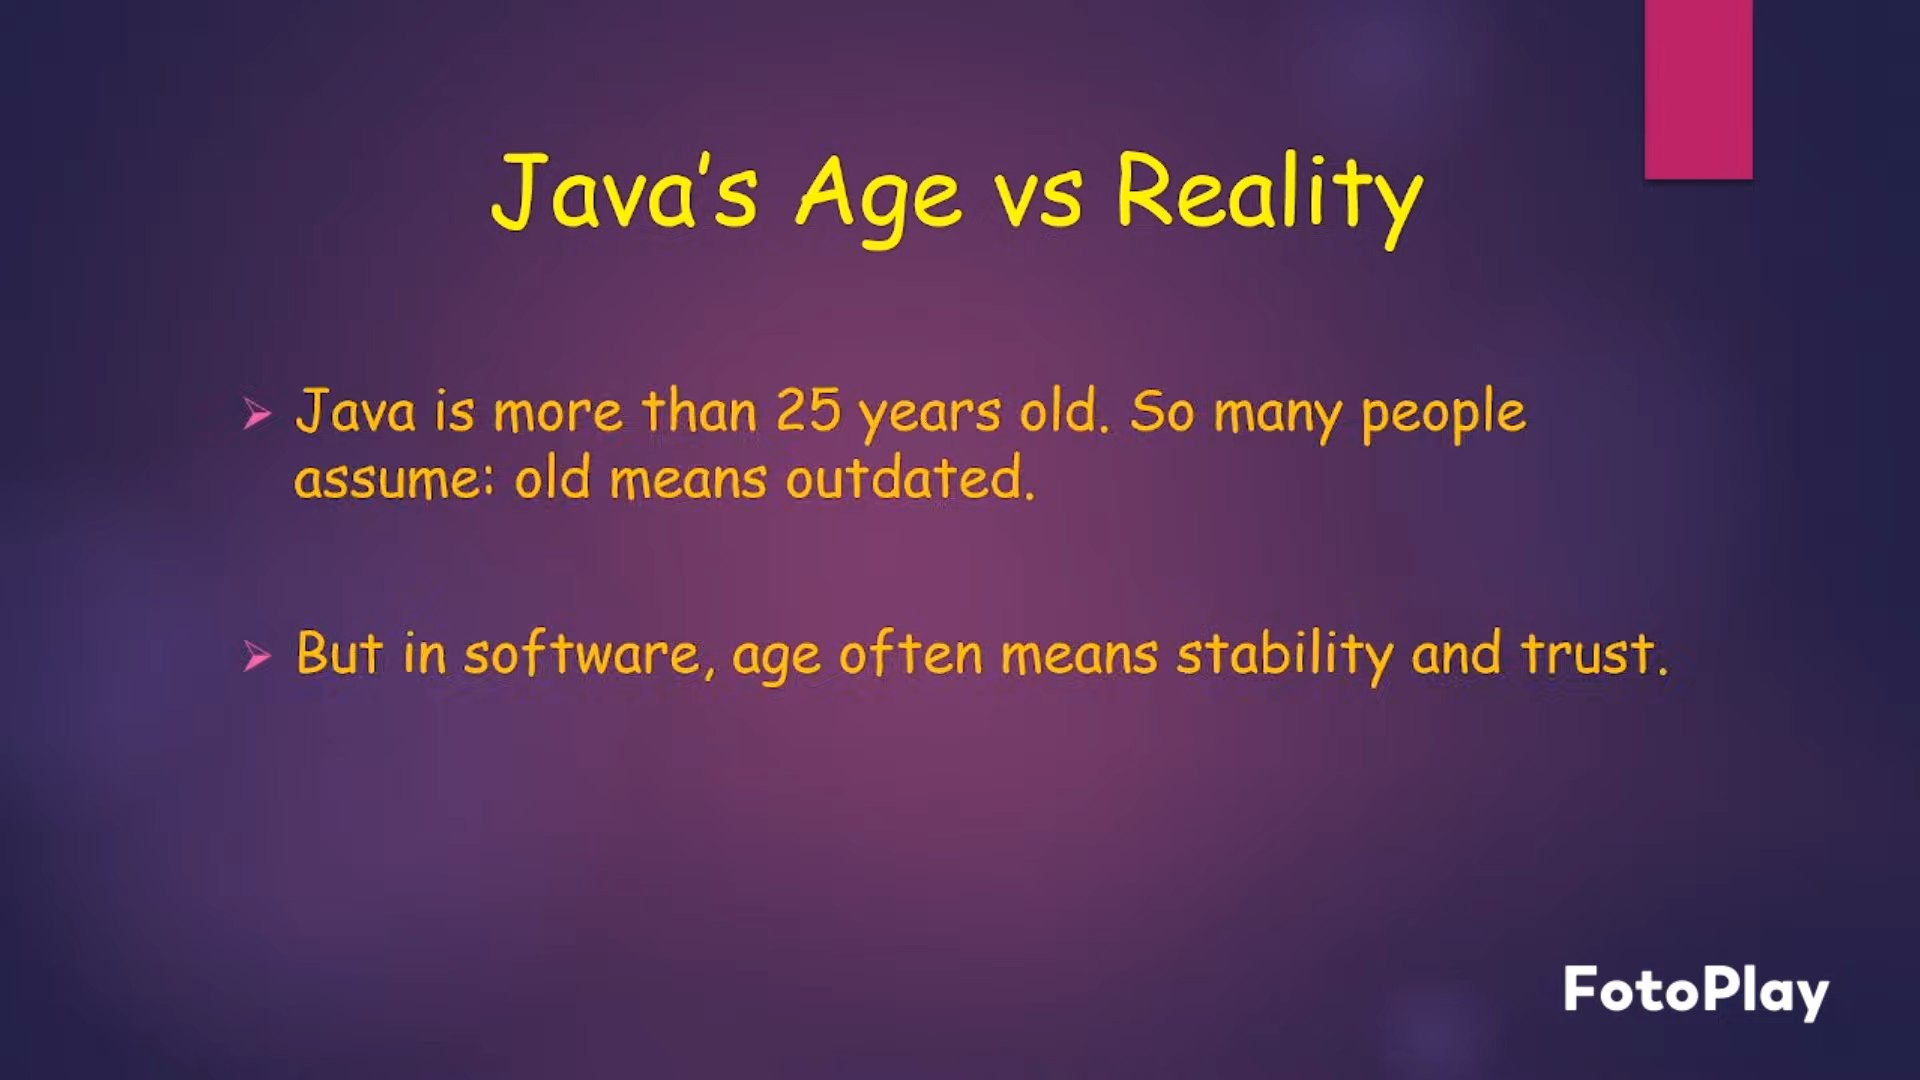 Java’s Age vs Reality
➢ Java is more than 25 years old. So many people
assume: old means outdated.
➢ But in software, age often means stability and trust.
FotoPlay